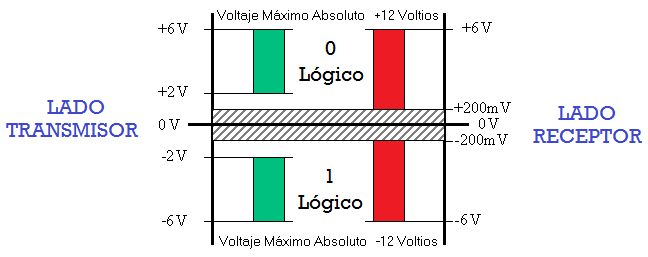 Voltaje Máximo Absoluto +12 Voltios
+6 V
+6 V
0
Lógico
+2 V
+200mV
LADO
TRANSMISOR
0 V
0 V
LADO
RECEPTOR
-200mV
-2 V
1
Lógico
-6 V
-6 V
Voltaje Máximo Absoluto -12 Voltios